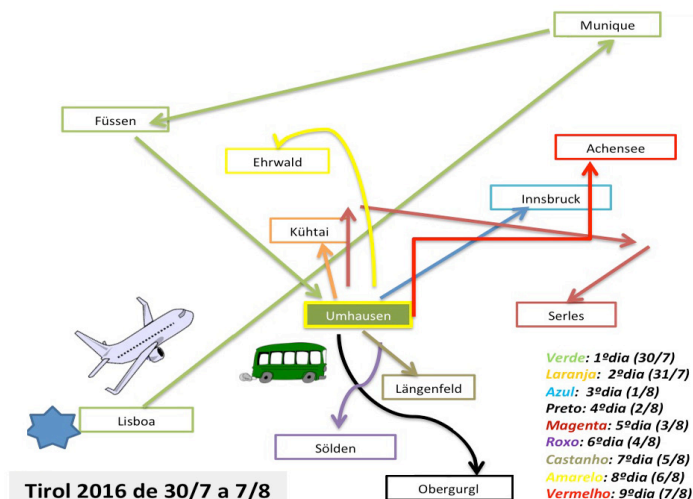 Munique
Füssen
Achensee
Ehrwald
Innsbruck
Kühtai
Umhausen
Serles
Längenfeld
Lisboa
Sölden
Obergurgl
Verde: 1ºdia (30/7)
Laranja: 2ºdia (31/7)
Azul: 3ºdia (1/8)
Preto: 4ºdia (2/8)
Magenta: 5ºdia (3/8)
Roxo: 6ºdia (4/8)
Castanho: 7ºdia (5/8)
Amarelo: 8ºdia (6/8)
Vermelho: 9ºdia (7/8)
Tirol 2016 de 30/7 a 7/8